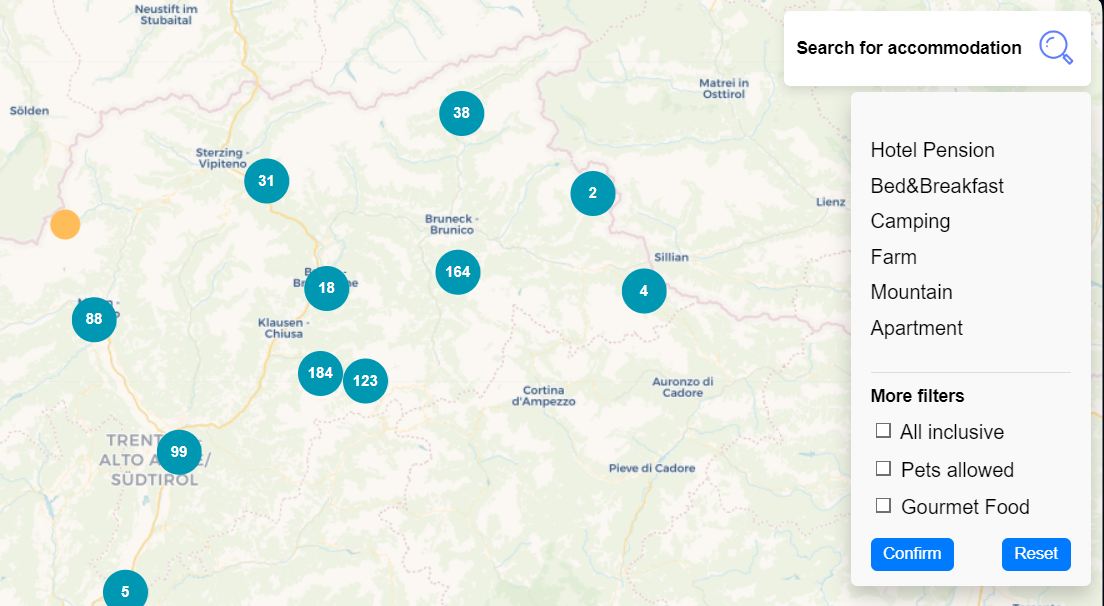 Neustift im
Stubaital
Search for accommodation
Matrei in
Osttirol
Sölden
38
Sterzing -
Vipiteno
31
2
Lienz
Bruneck -
Brunico
Sillian
164
18
4
88
Klausen -
Chiusa
184
123
Cortina
d'Ampezzo
Auronzo di
Cadore
99
ALTO
SÜDTIROL
Pieve di Cadore
5
Hotel Pension
Bed&Breakfast
Camping
Farm
Mountain
Apartment
More filters
All inclusive
Pets allowed
Gourmet Food
Confirm
Reset